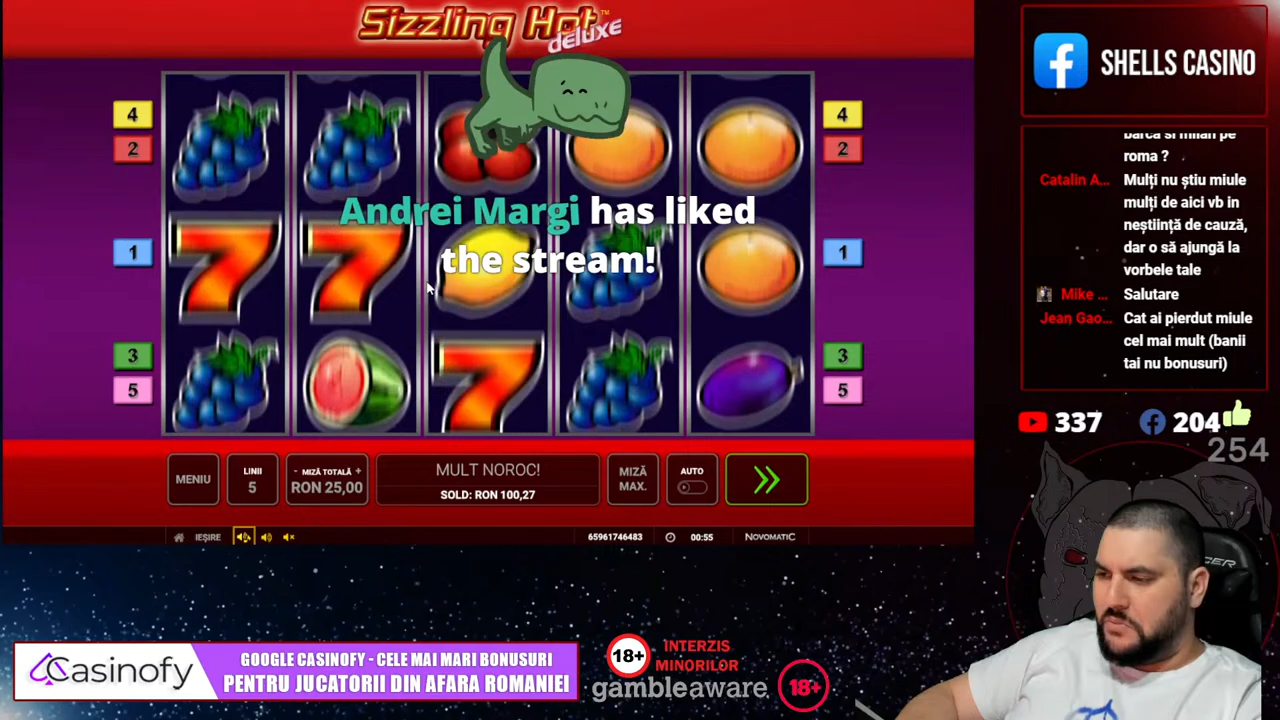 Sizzling Hot™
deluxe
4
2
1
3
5
4
2
1
3
5
Andrei Margi has liked
the stream!
MENIU
LINII
5
- MIZĂ TOTALĂ +
RON 25,00
MULT NOROC!
SOLD: RON 100,27
MIZĂ
MAX.
AUTO
IEȘIRE
65961746483
00:55
NOVOMATIC
SHELLS CASINO
barca si milan pe
roma ?
Catalin A... Mulți nu știu miule
mulți de aici vb in
neștiință de cauză,
dar o să ajungă la
vorbele tale
Mike ... Salutare
Jean Gao... Cat ai pierdut miule
cel mai mult (banii
tai nu bonusuri)
337
204
254
Casinofy
GOOGLE CASINOFY - CELE MAI MARI BONUSURI
PENTRU JUCATORII DIN AFARA ROMANIEI
18+
INTERZIS
MINORILOR
gambleaware
18+